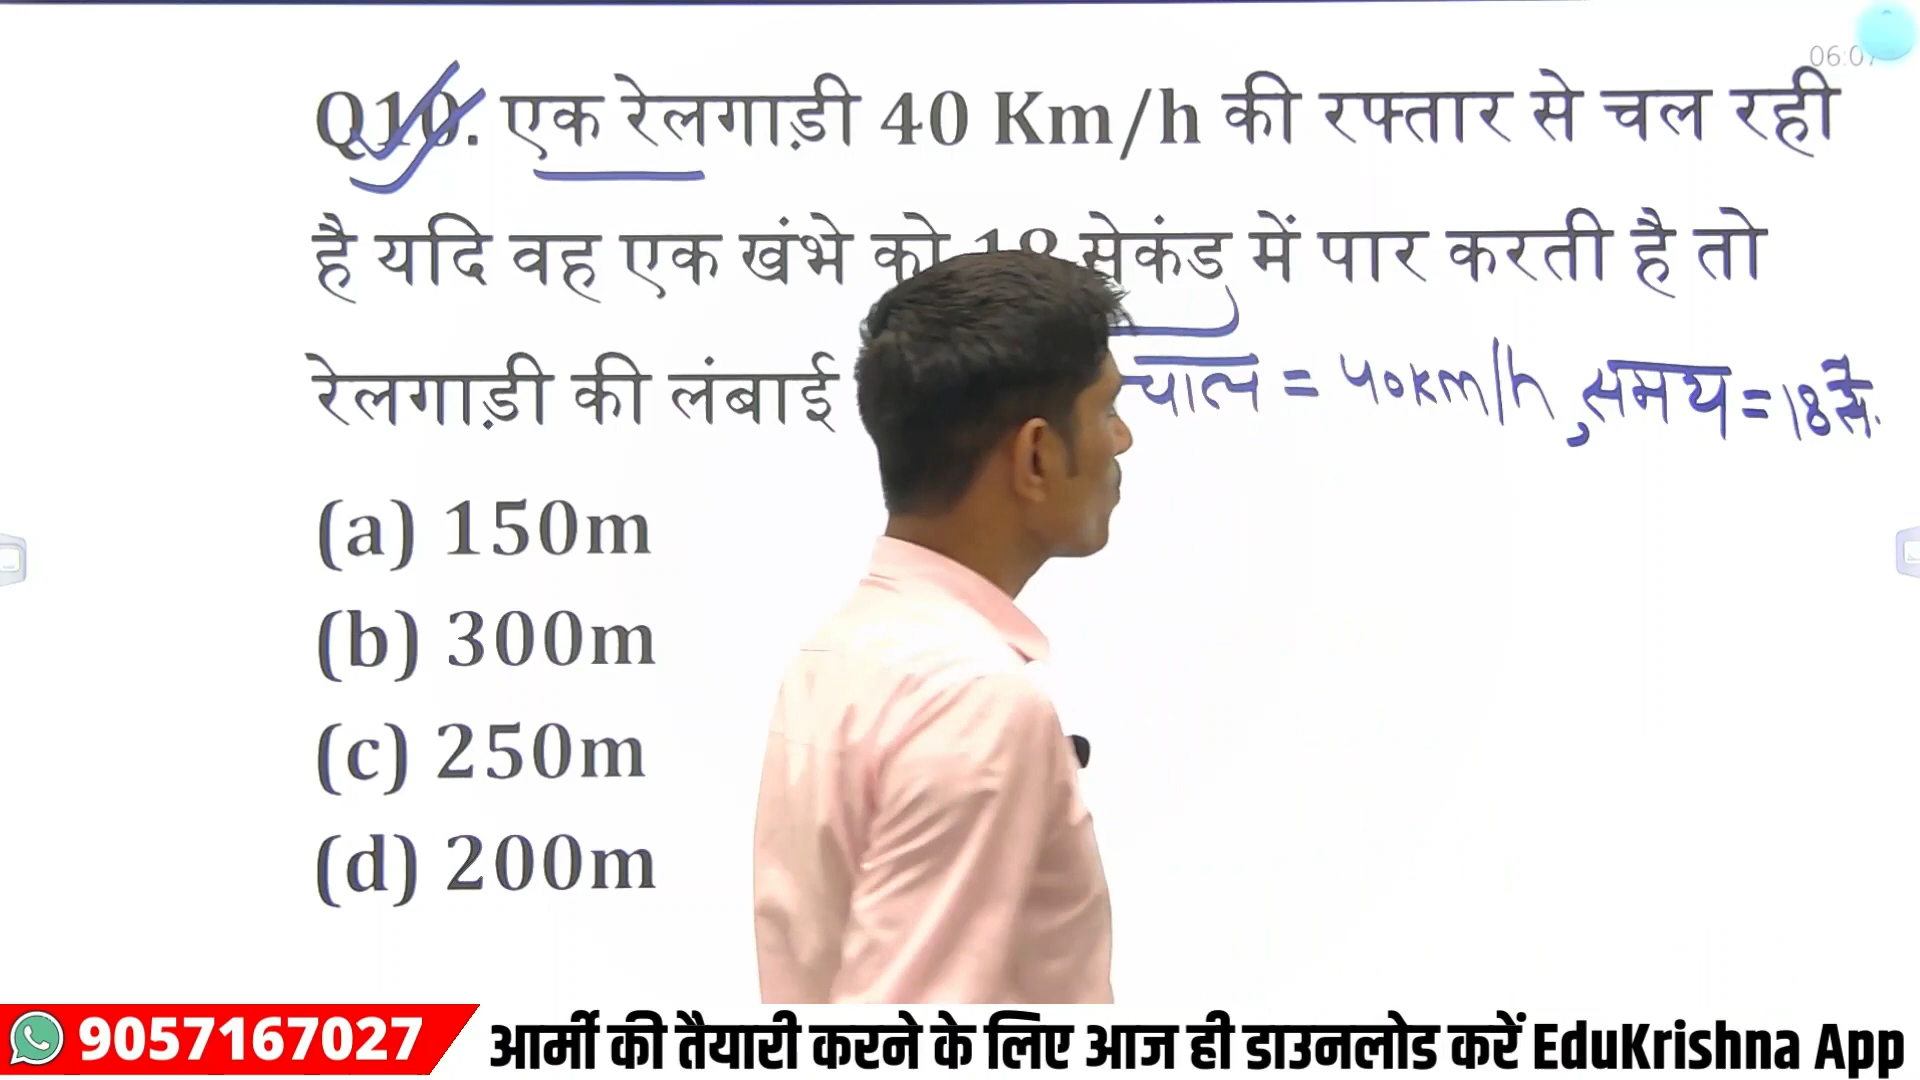 06:07
Q10. एक रेलगाड़ी 40 Km/h की रफ्तार से चल रही
है यदि वह एक खंभे को 18 सेकंड में पार करती है तो
रेलगाड़ी की लंबाई
चाल = 40Km/h , समय = 18 से.
(a) 150m
(b) 300m
(c) 250m
(d) 200m
9057167027 आर्मी की तैयारी करने के लिए आज ही डाउनलोड करें EduKrishna App